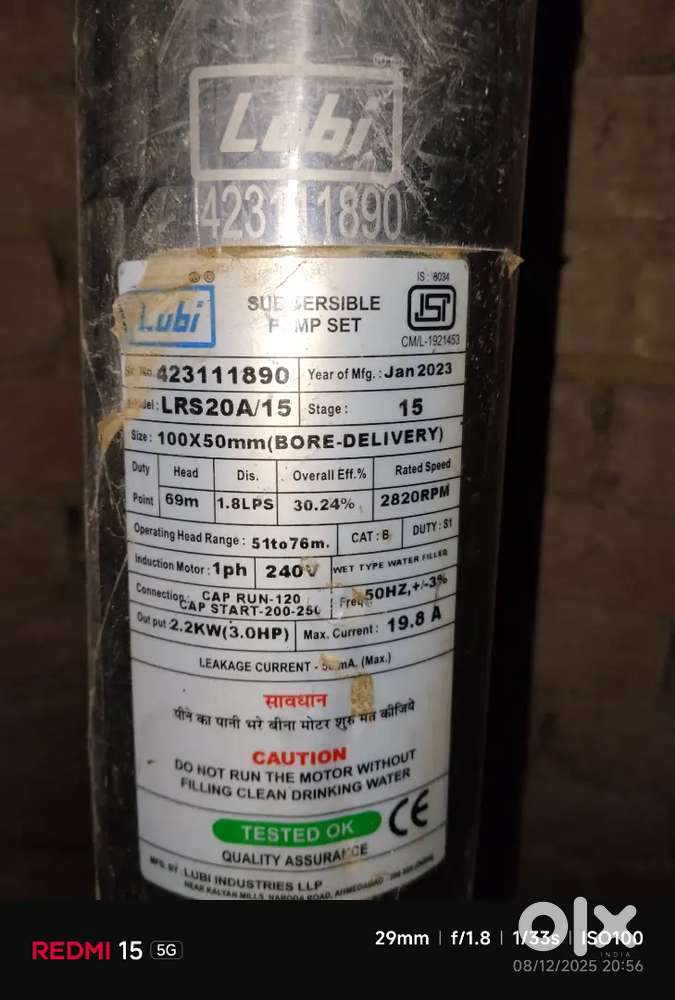 Lubi
423111890
IS: 8034
Lubi
SUBMERSIBLE
PUMP SET
CM/L-1921453
Sr. No. 423111890 Year of Mfg.: Jan 2023
Model: LRS20A/15 Stage: 15
Size: 100X50mm(BORE-DELIVERY)
Duty Point Head Dis. Overall Eff.% Rated Speed
69m 1.8LPS 30.24% 2820RPM
Operating Head Range: 51to76m. CAT: B DUTY: S1
Induction Motor: 1ph 240V WET TYPE WATER FILLED
Connection: CAP RUN-120
CAP START-200-250 Freq.: 50HZ,+/-3%
Out put: 2.2KW(3.0HP) Max. Current: 19.8 A
LEAKAGE CURRENT - mA, (Max.)
सावधान
पीने का पानी भरे बीना मोटर शुरु मत कीजिये
CAUTION
DO NOT RUN THE MOTOR WITHOUT
FILLING CLEAN DRINKING WATER
TESTED OK
CE
QUALITY ASSURANCE
MFG. BY: LUBI INDUSTRIES LLP
NEAR KALYAN MILLS, NARODA ROAD, AHMEDABAD
REDMI 15 5G
29mm | f/1.8 | 1/33s | ISO100
08/12/2025 20:56
olx
INDIA